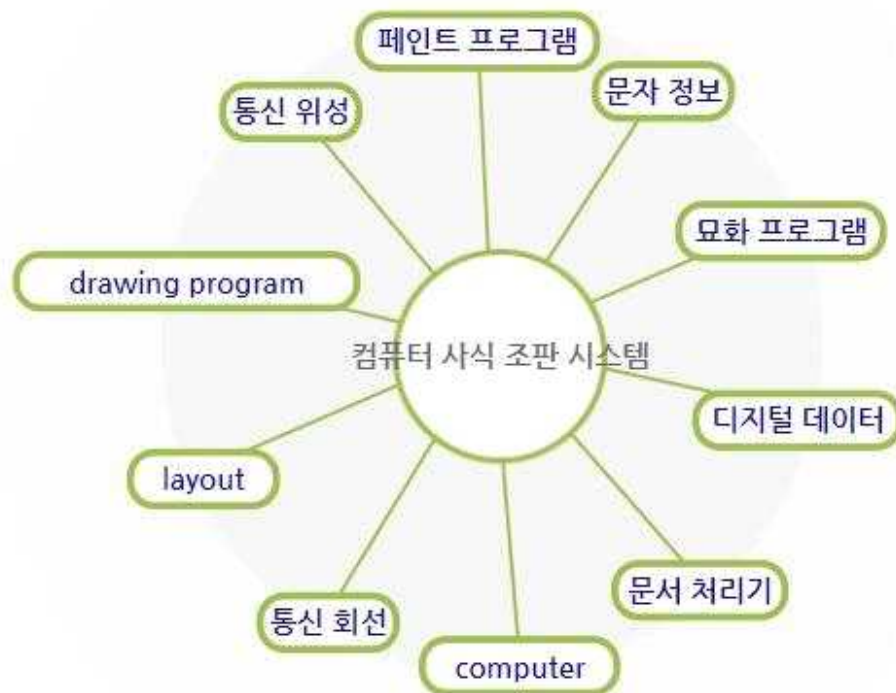 페인트 프로그램
문자 정보
통신 위성
묘화 프로그램
drawing program
컴퓨터 사식 조판 시스템
디지털 데이터
layout
문서 처리기
통신 회선
computer